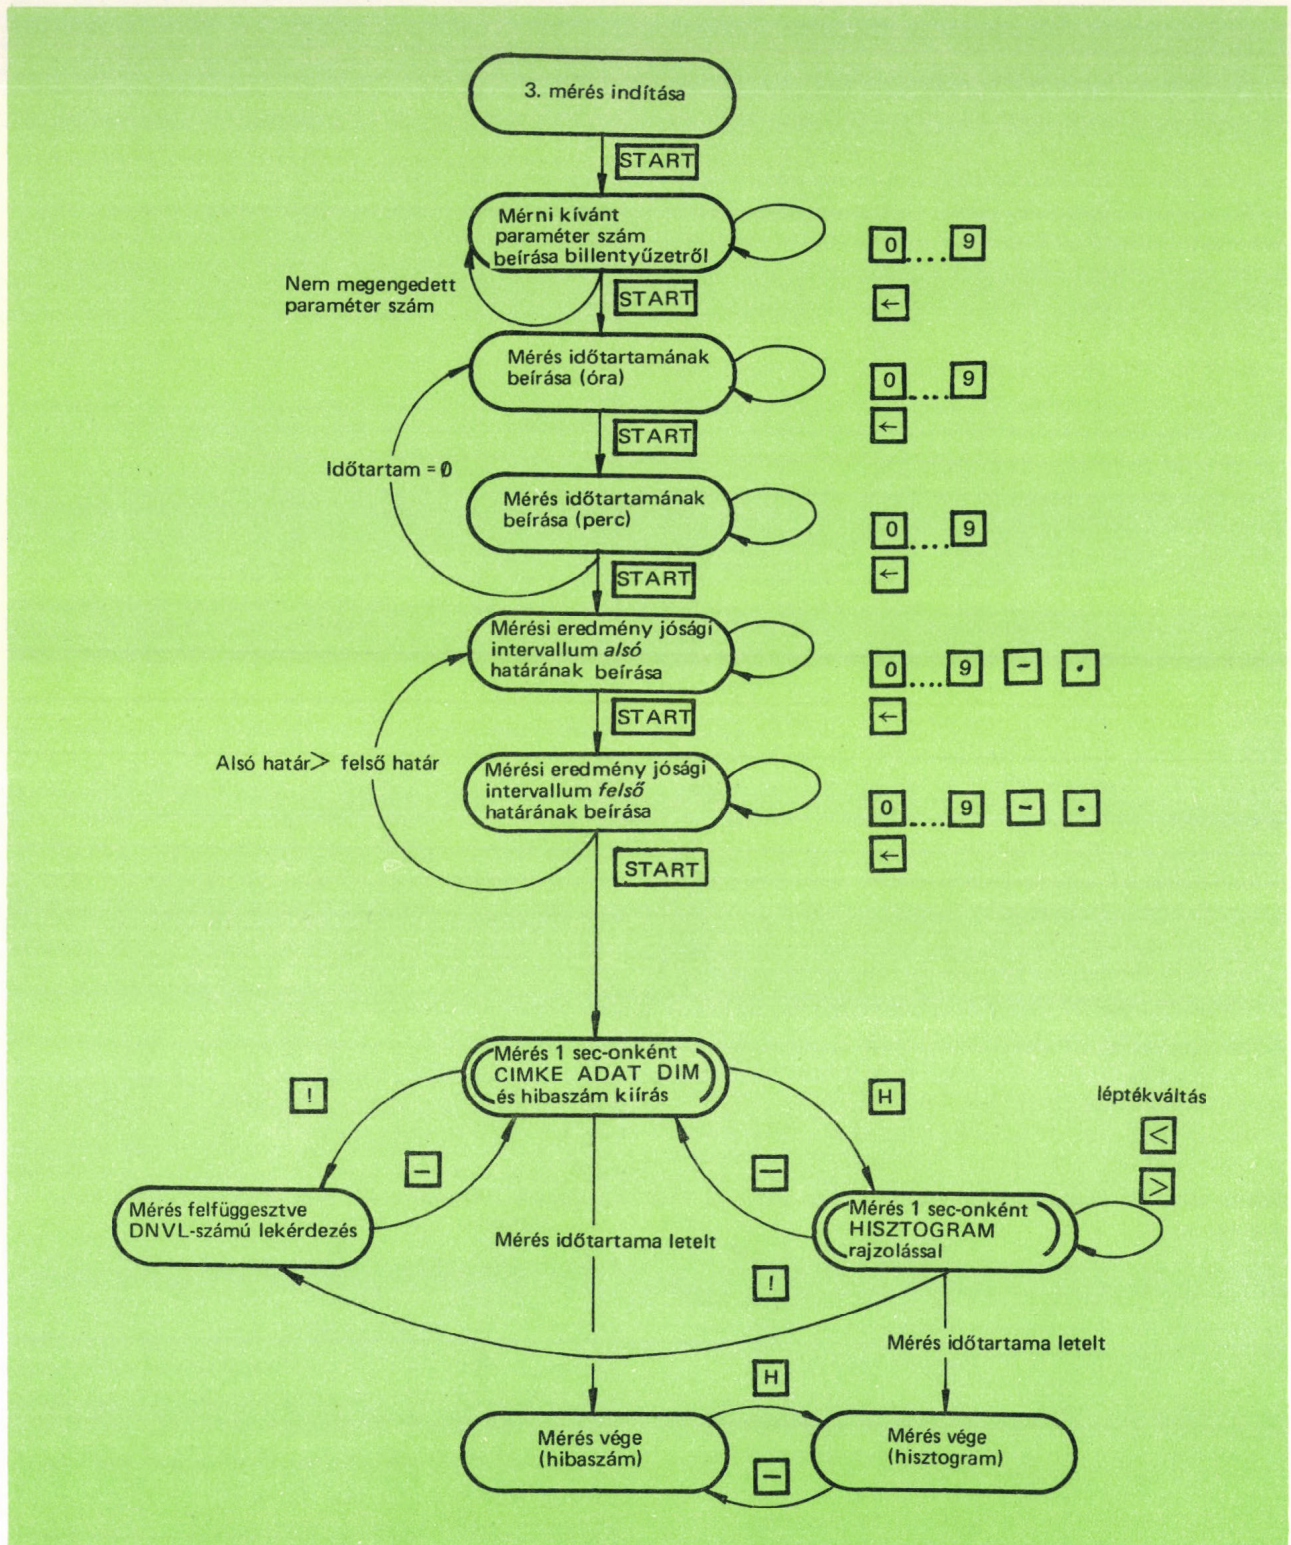 3. mérés indítása
START
Mérni kívánt
paraméter szám
beírása billentyűzetről
0....9
Nem megengedett
paraméter szám
START
←
Mérés időtartamának
beírása (óra)
0....9
←
START
Időtartam = 0
Mérés időtartamának
beírása (perc)
0....9
←
START
Mérési eredmény jósági
intervallum alsó
határának beírása
0....9 − .
←
START
Alsó határ > felső határ
Mérési eredmény jósági
intervallum felső
határának beírása
0....9 − .
←
START
Mérés 1 sec-onként
CIMKE ADAT DIM
és hibaszám kiírás
!
H
léptékváltás
<
>
−
−
Mérés felfüggesztve
DNVL-számú lekérdezés
Mérés 1 sec-onként
HISZTOGRAM
rajzolással
Mérés időtartama letelt
!
Mérés időtartama letelt
H
Mérés vége
(hibaszám)
−
Mérés vége
(hisztogram)